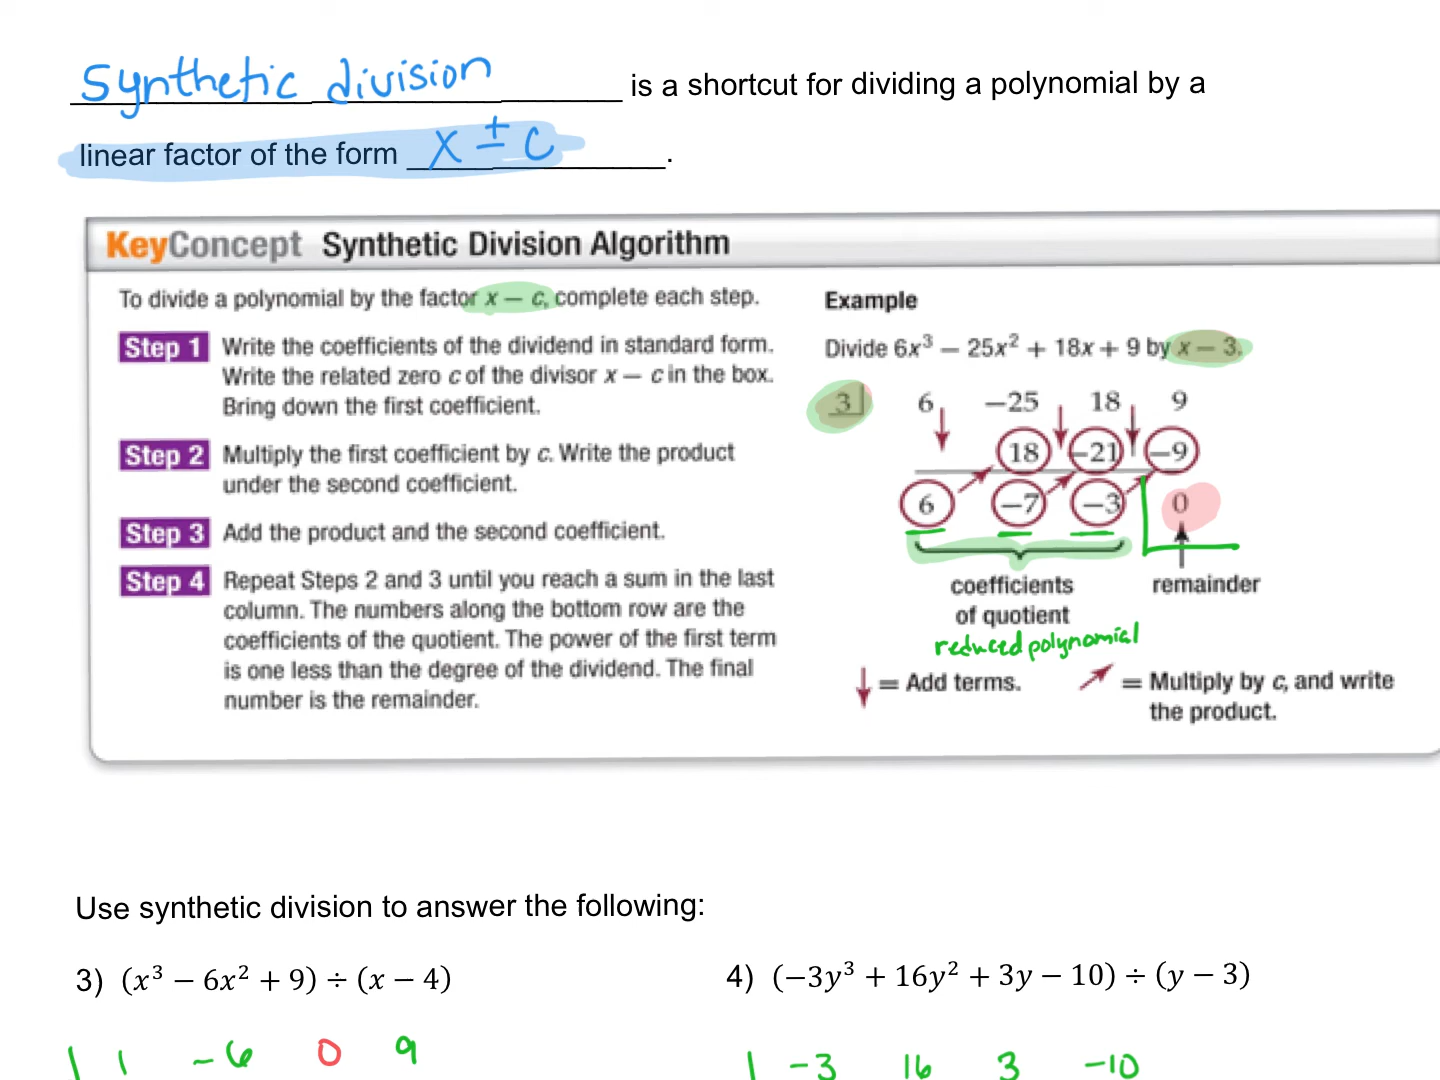 Synthetic division is a shortcut for dividing a polynomial by a
linear factor of the form x ± c.
KeyConcept Synthetic Division Algorithm
To divide a polynomial by the factor x − c, complete each step.
Step 1 Write the coefficients of the dividend in standard form.
Write the related zero c of the divisor x − c in the box.
Bring down the first coefficient.
Step 2 Multiply the first coefficient by c. Write the product
under the second coefficient.
Step 3 Add the product and the second coefficient.
Step 4 Repeat Steps 2 and 3 until you reach a sum in the last
column. The numbers along the bottom row are the
coefficients of the quotient. The power of the first term
is one less than the degree of the dividend. The final
number is the remainder.
Example
Divide 6x³ − 25x² + 18x + 9 by x − 3.
3 6 −25 18 9
18 −21 −9
6 −7 −3 0
coefficients
of quotient
remainder
reduced polynomial
= Add terms.
= Multiply by c, and write
the product.
Use synthetic division to answer the following:
3) (x³ − 6x² + 9) ÷ (x − 4)
1 -6 0 9
4) (−3y³ + 16y² + 3y − 10) ÷ (y − 3)
-3 16 3 -10